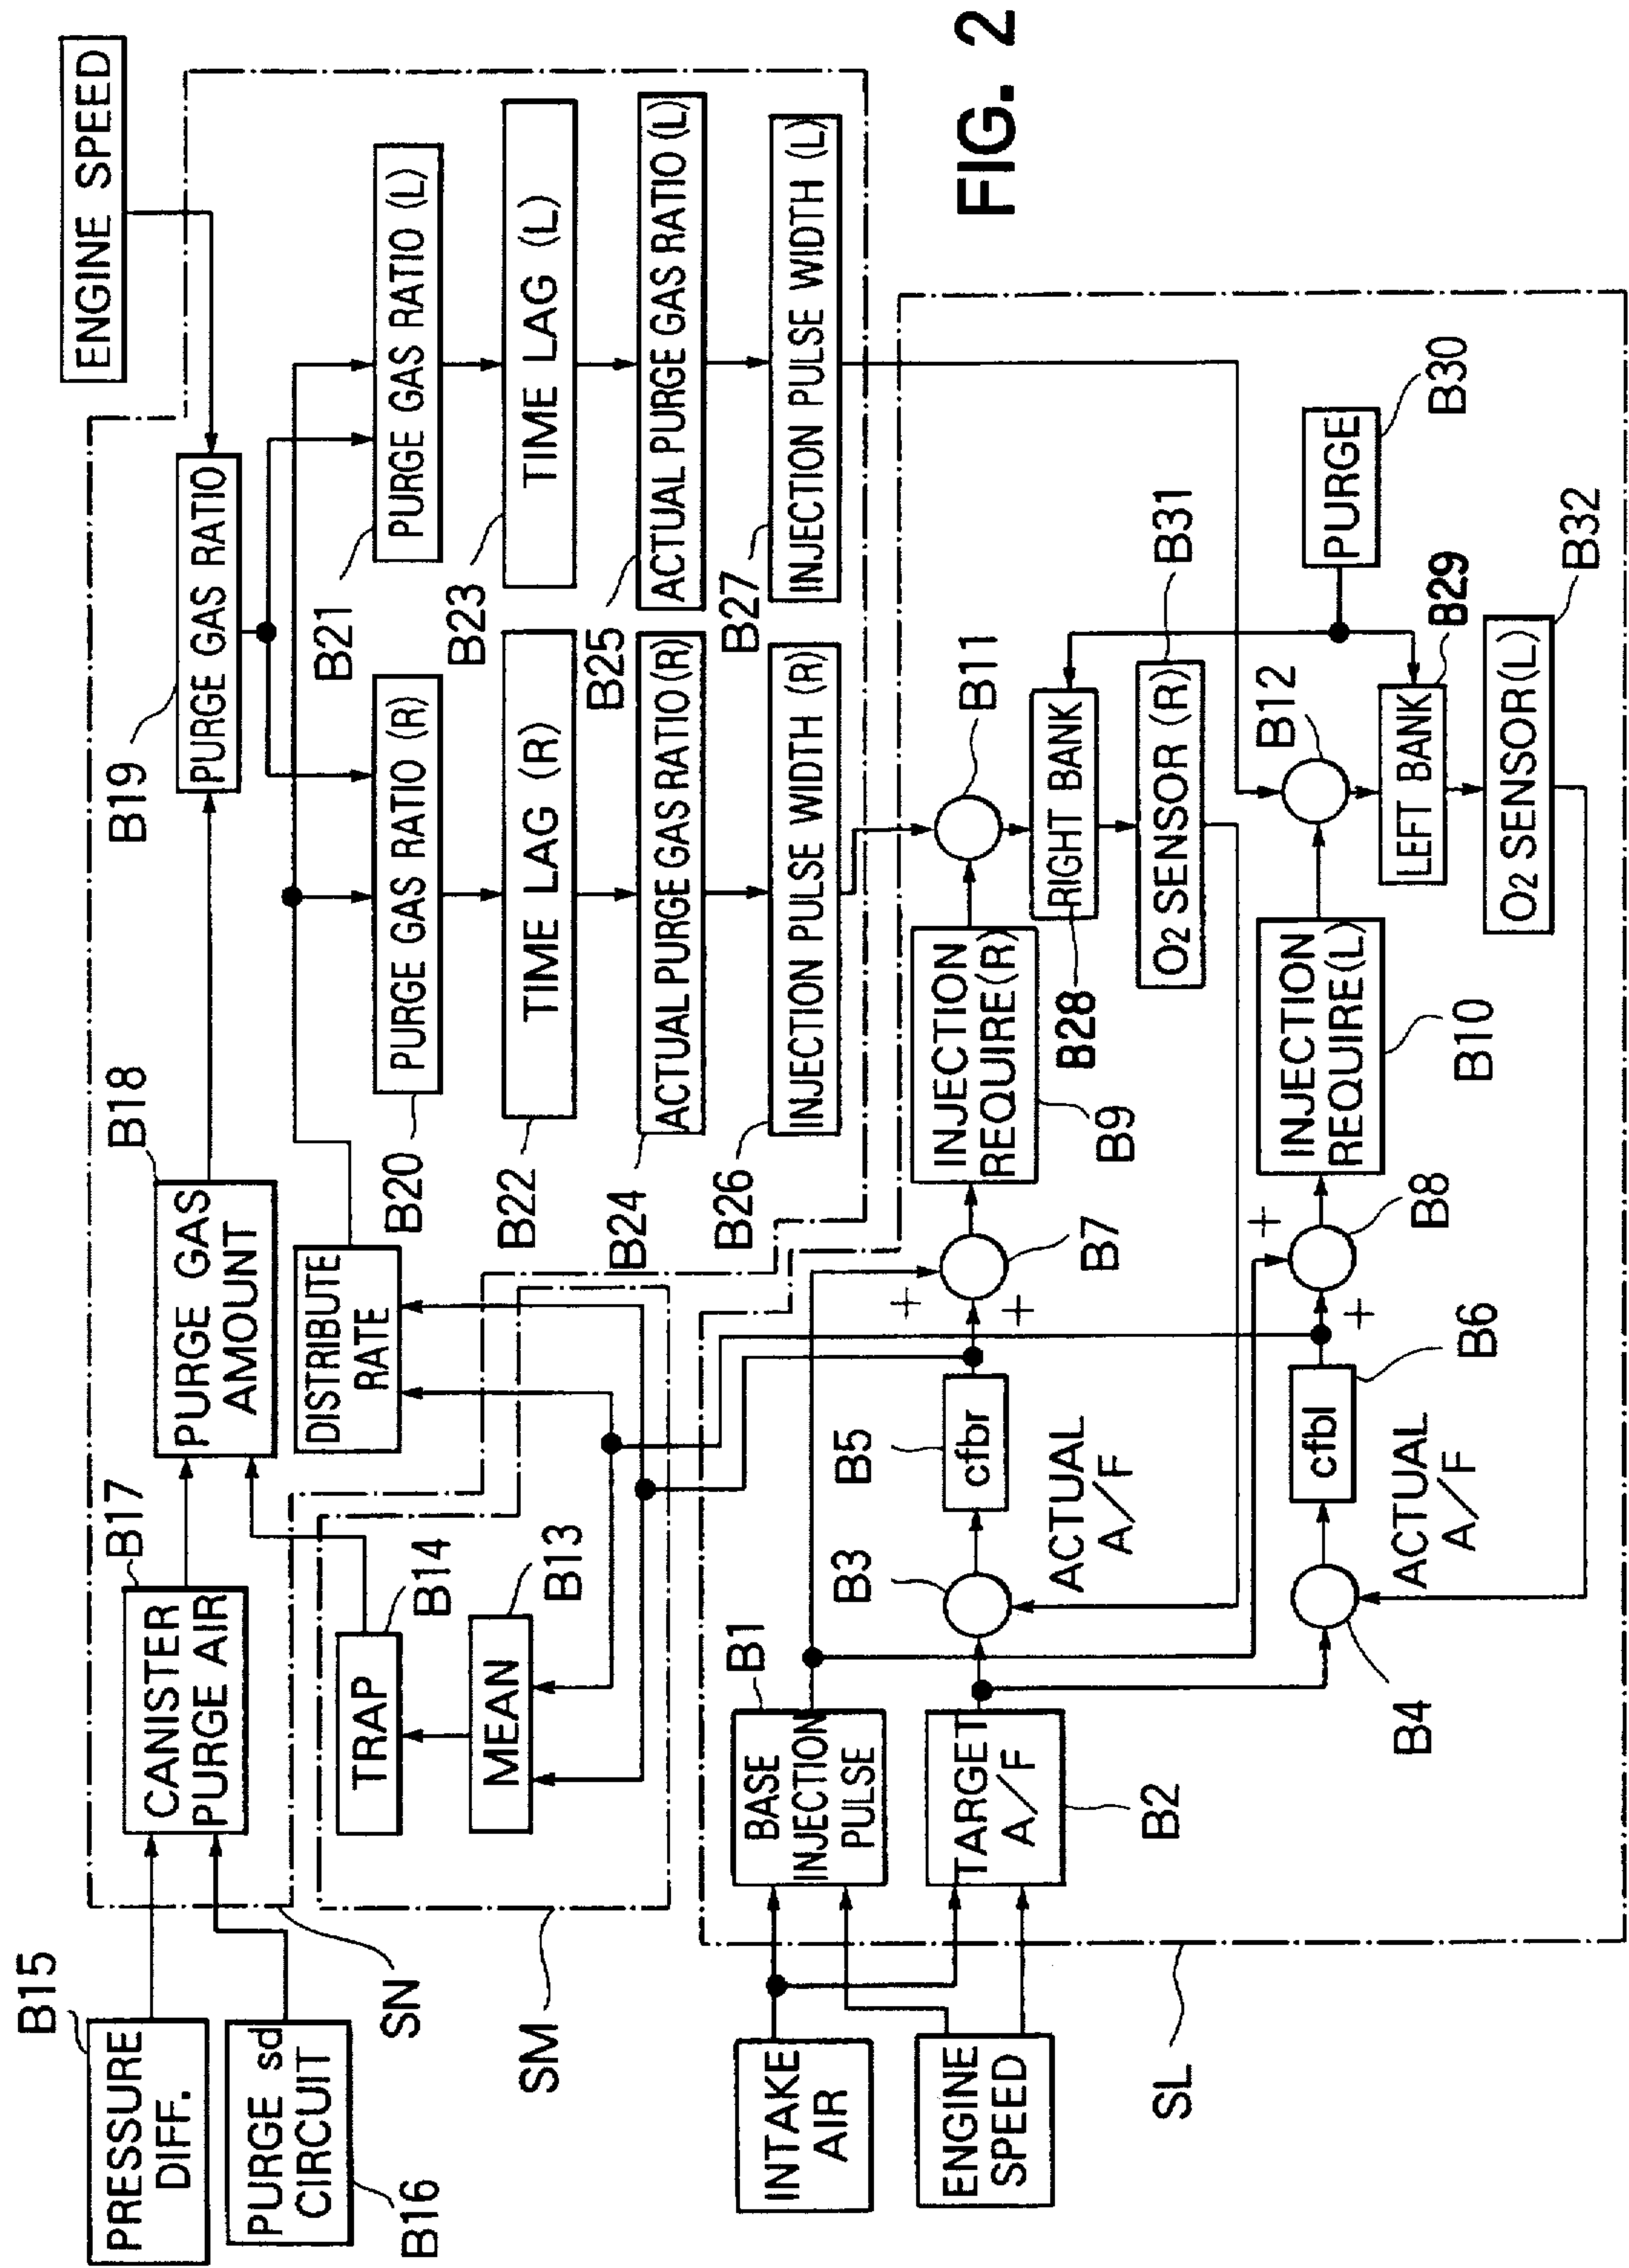 B15
PRESSURE
DIFF.
PURGE sd
CIRCUIT
B16
B17
CANISTER
PURGE AIR
B18
PURGE GAS
AMOUNT
B19
PURGE GAS RATIO
ENGINE SPEED
SN
DISTRIBUTE
RATE
B20
PURGE GAS RATIO (R)
B21
PURGE GAS RATIO (L)
B22
TIME LAG (R)
B23
TIME LAG (L)
B24
ACTUAL PURGE GAS RATIO (R)
B25
ACTUAL PURGE GAS RATIO (L)
B26
INJECTION PULSE WIDTH (R)
B27
INJECTION PULSE WIDTH (L)
SM
TRAP
B14
MEAN
B13
INTAKE
AIR
ENGINE
SPEED
B1
BASE
INJECTION
PULSE
TARGET
A/F
B2
B3
B5
cfbr
ACTUAL
A/F
+
+
B7
INJECTION
REQUIRE(R)
B9
B11
RIGHT BANK
B28
O2 SENSOR (R)
B31
B4
ACTUAL
A/F
cfbl
B6
+
+
B8
INJECTION
REQUIRE(L)
B10
B12
LEFT BANK
B29
O2 SENSOR(L)
B32
PURGE
B30
SL
FIG. 2